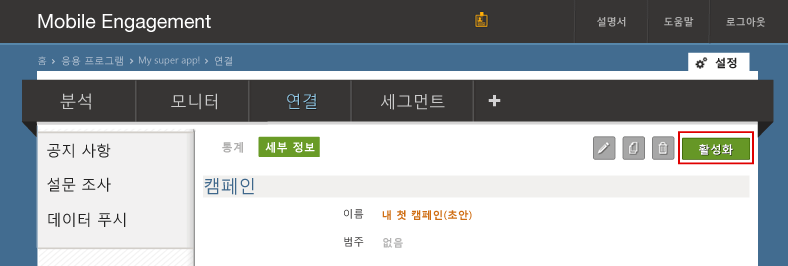 Mobile Engagement 설명서 도움말 로그아웃
홈 > 응용 프로그램 > My super app! > 연결
설정
분석 모니터 연결 세그먼트 +
공지 사항
설문 조사
데이터 푸시
통계 세부 정보 활성화
캠페인
이름 내 첫 캠페인(초안)
범주 없음